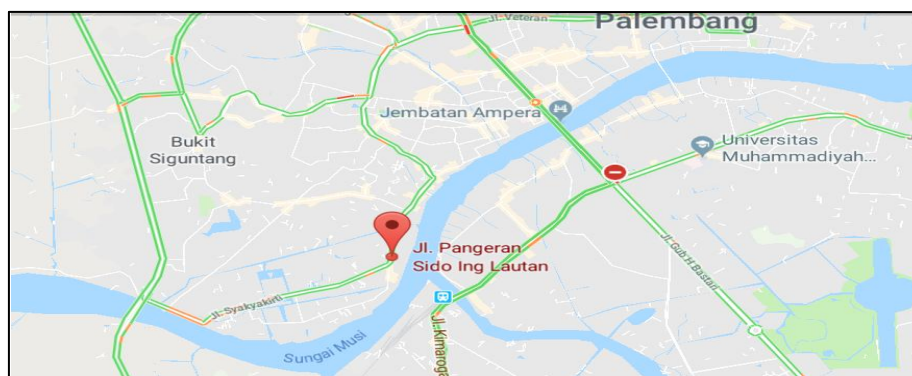 Palembang
Jl. Veteran
Jembatan Ampera
Bukit
Siguntang
Universitas
Muhammadiyah...
Jl. Pangeran
Sido Ing Lautan
Jl. Gub H Bastari
Jl. Syakyakirti
Sungai Musi
Jl. Kimaroga